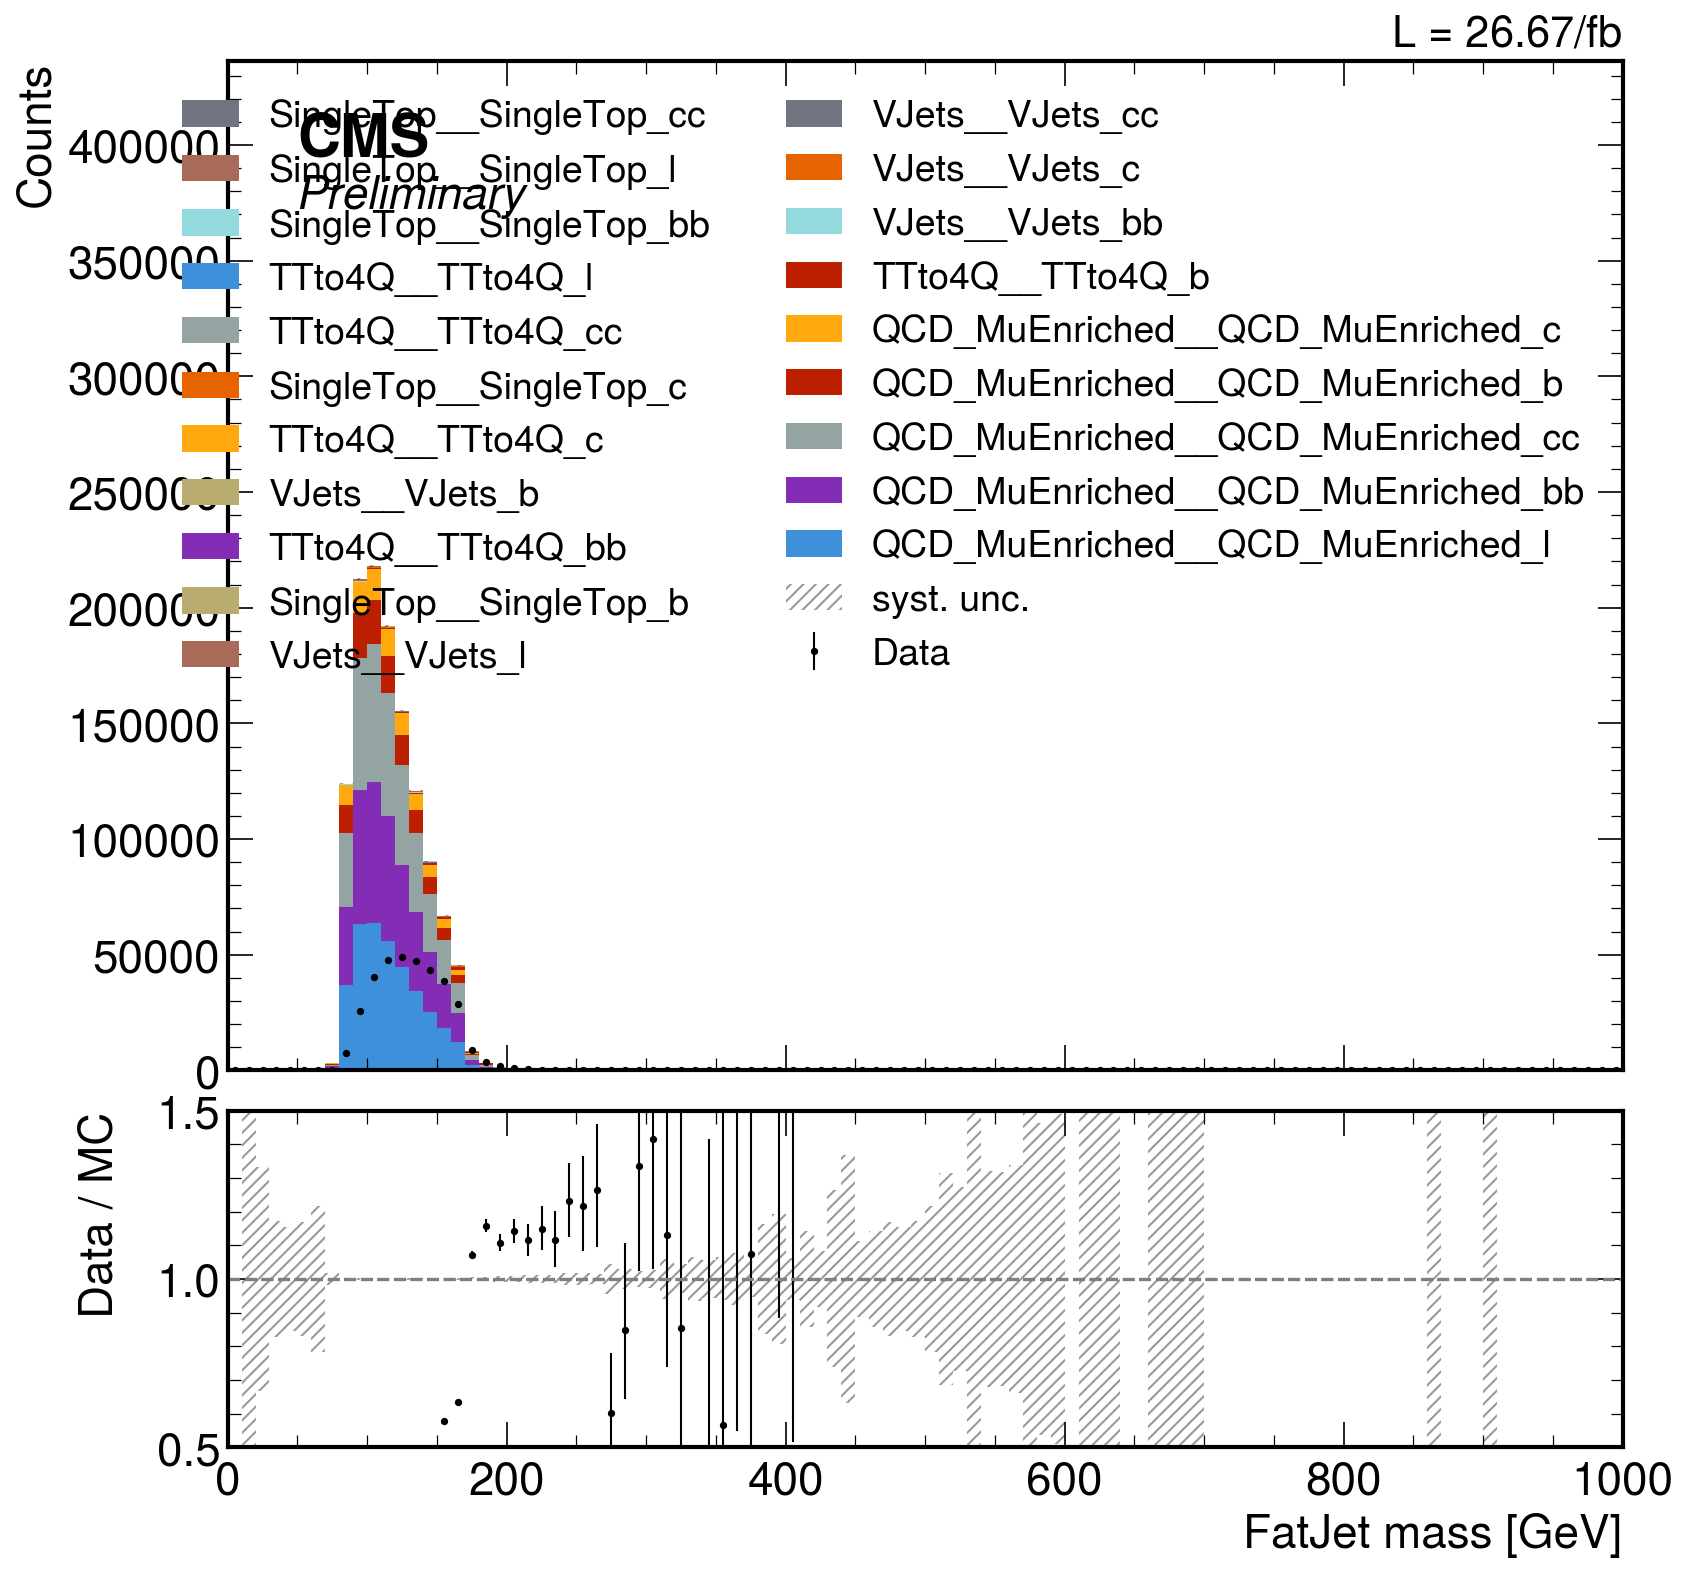 L = 26.67/fb
Counts
CMS
Preliminary
SingleTop__SingleTop_cc
SingleTop__SingleTop_l
SingleTop__SingleTop_bb
TTto4Q__TTto4Q_l
TTto4Q__TTto4Q_cc
SingleTop__SingleTop_c
TTto4Q__TTto4Q_c
VJets__VJets_b
TTto4Q__TTto4Q_bb
SingleTop__SingleTop_b
VJets__VJets_l
VJets__VJets_cc
VJets__VJets_c
VJets__VJets_bb
TTto4Q__TTto4Q_b
QCD_MuEnriched__QCD_MuEnriched_c
QCD_MuEnriched__QCD_MuEnriched_b
QCD_MuEnriched__QCD_MuEnriched_cc
QCD_MuEnriched__QCD_MuEnriched_bb
QCD_MuEnriched__QCD_MuEnriched_l
syst. unc.
Data
400000
350000
300000
250000
200000
150000
100000
50000
0
Data / MC
1.5
1.0
0.5
0 200 400 600 800 1000
FatJet mass [GeV]